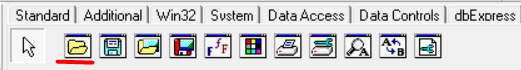 Standard Additional Win32 System Data Access Data Controls dbExpress
F f F A B